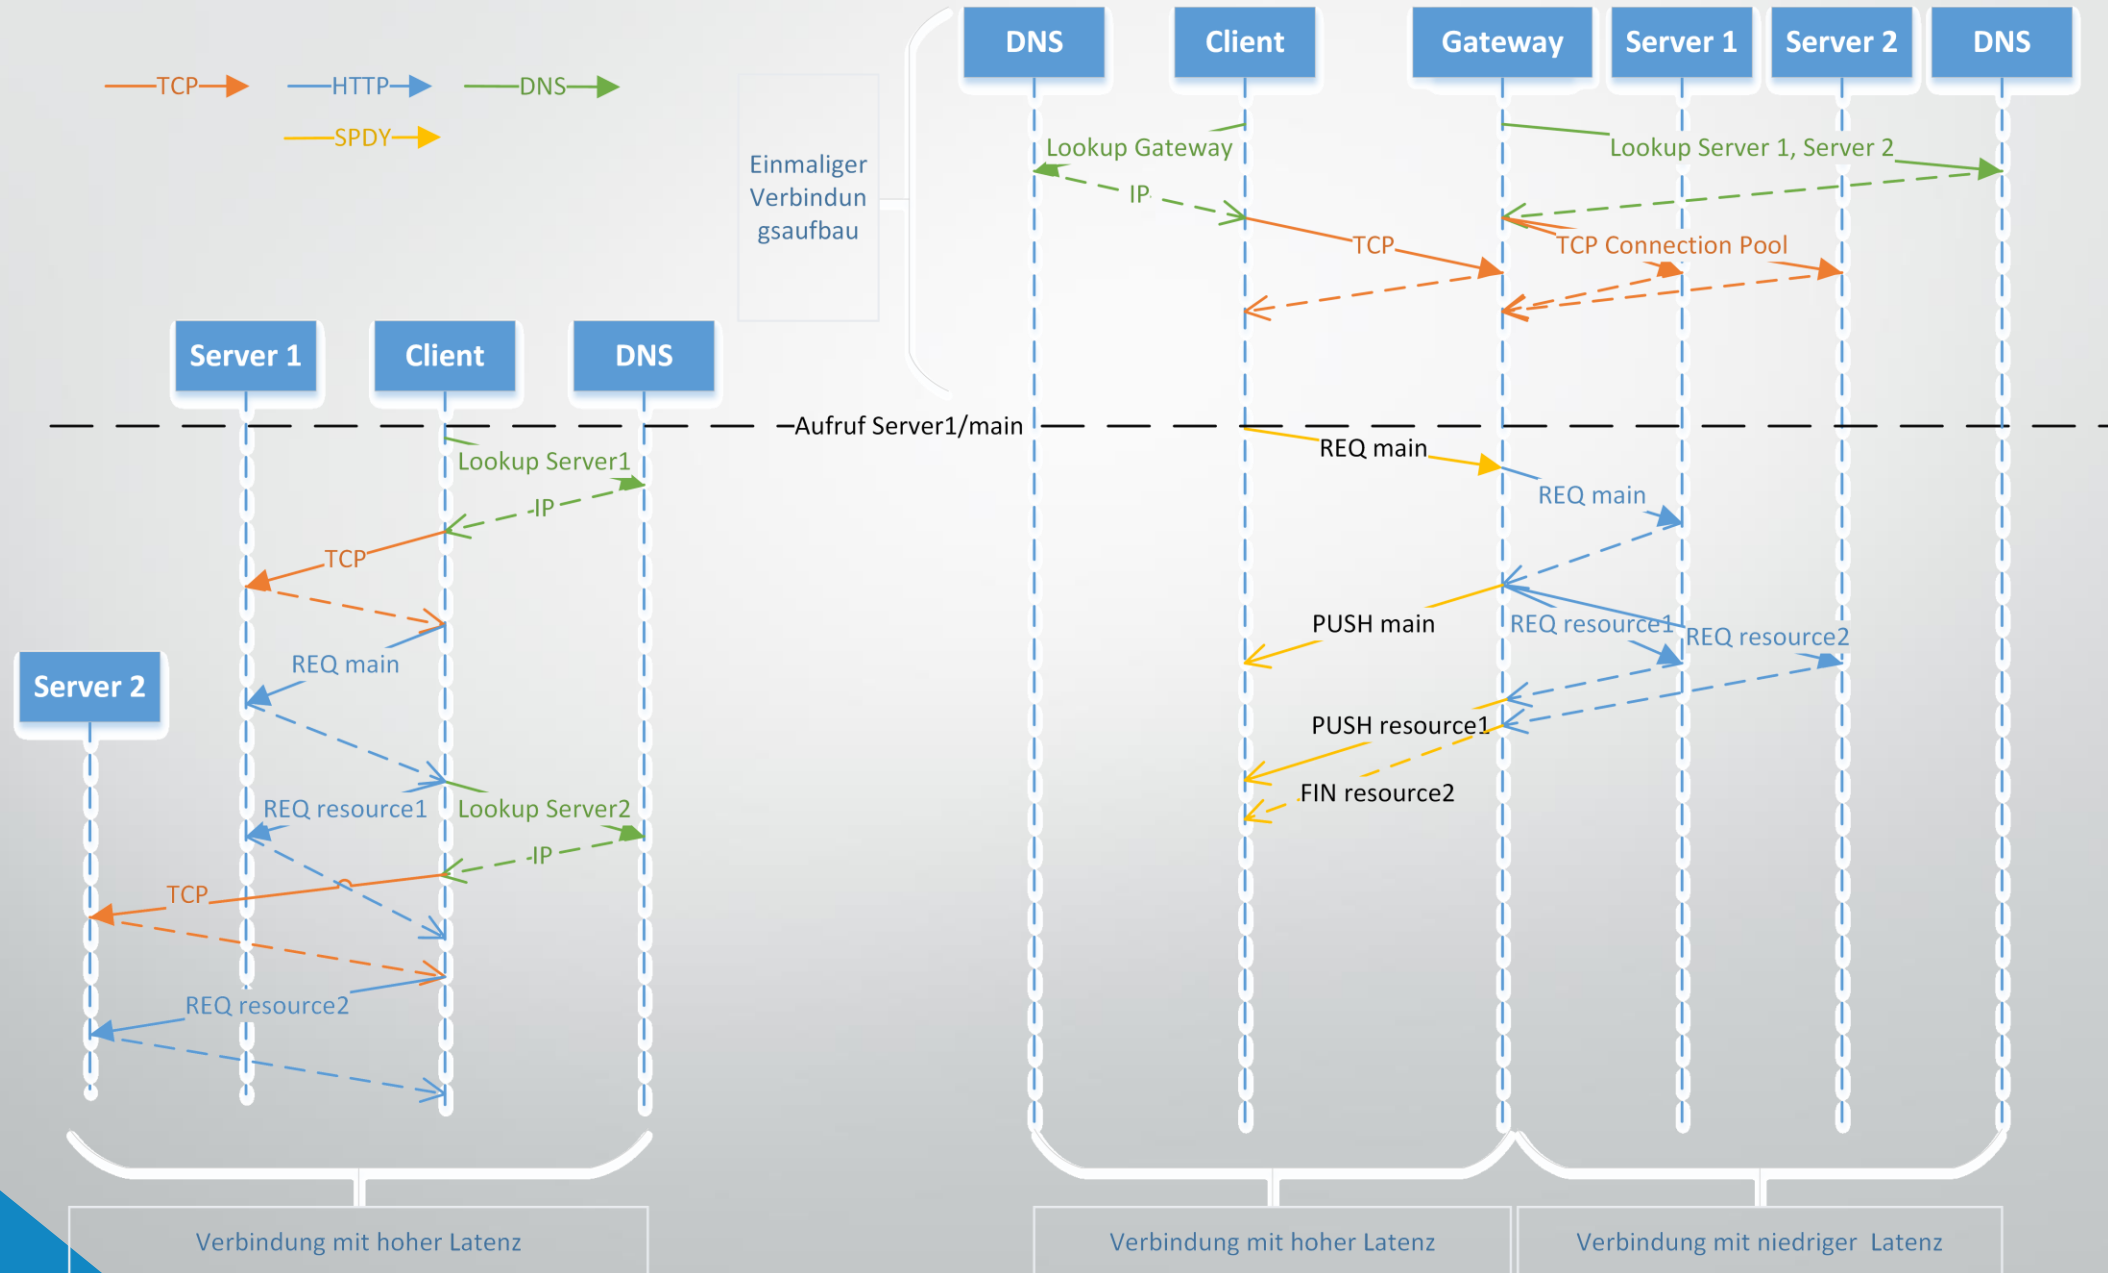 TCP
HTTP
DNS
SPDY
Einmaliger
Verbindun
gsaufbau
DNS
Client
Gateway
Server 1
Server 2
DNS
Lookup Gateway
IP
Lookup Server 1, Server 2
TCP
TCP Connection Pool
Server 1
Client
DNS
Aufruf Server1/main
Lookup Server1
IP
TCP
REQ main
Server 2
REQ resource1
Lookup Server2
IP
TCP
REQ resource2
REQ main
REQ main
PUSH main
REQ resource1
REQ resource2
PUSH resource1
FIN resource2
Verbindung mit hoher Latenz
Verbindung mit hoher Latenz
Verbindung mit niedriger Latenz